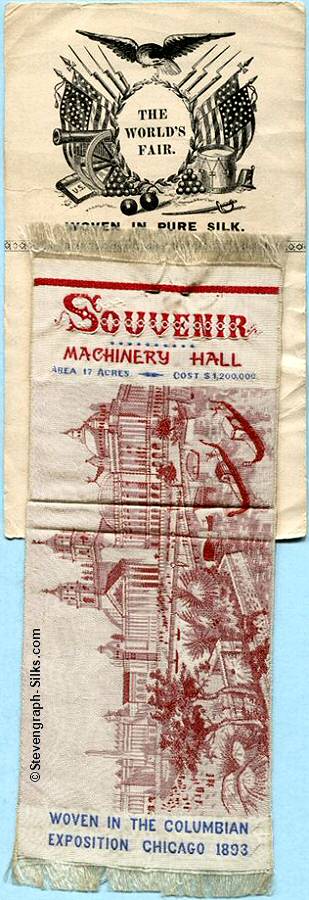 THE
WORLD'S
FAIR.
U.S.
WOVEN IN PURE SILK.
SOUVENIR
MACHINERY HALL
AREA 17 ACRES COST $1,200,000
WOVEN IN THE COLUMBIAN
EXPOSITION CHICAGO 1893
©Stevengraph-Silks.com